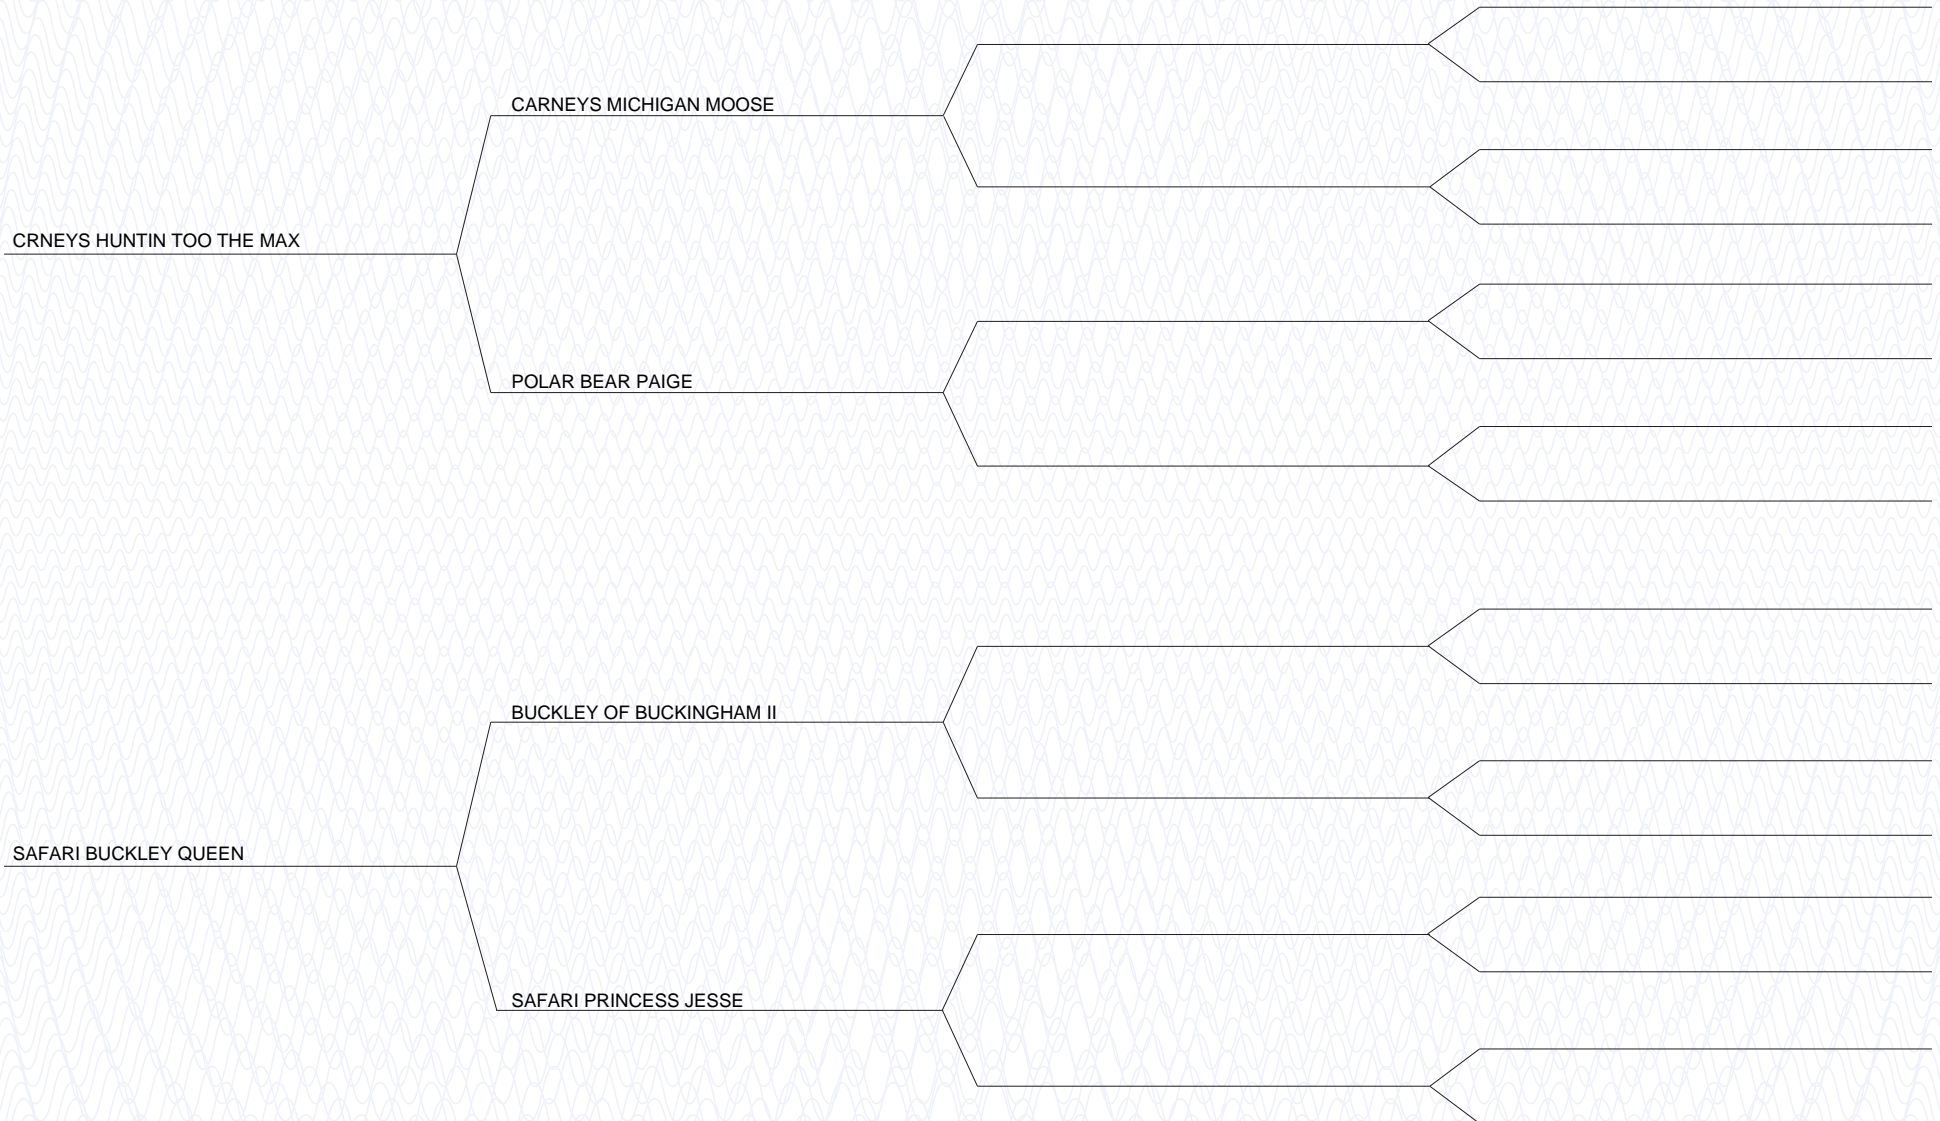 CARNEYS MICHIGAN MOOSE
CRNEYS HUNTIN TOO THE MAX
POLAR BEAR PAIGE
BUCKLEY OF BUCKINGHAM II
SAFARI BUCKLEY QUEEN
SAFARI PRINCESS JESSE